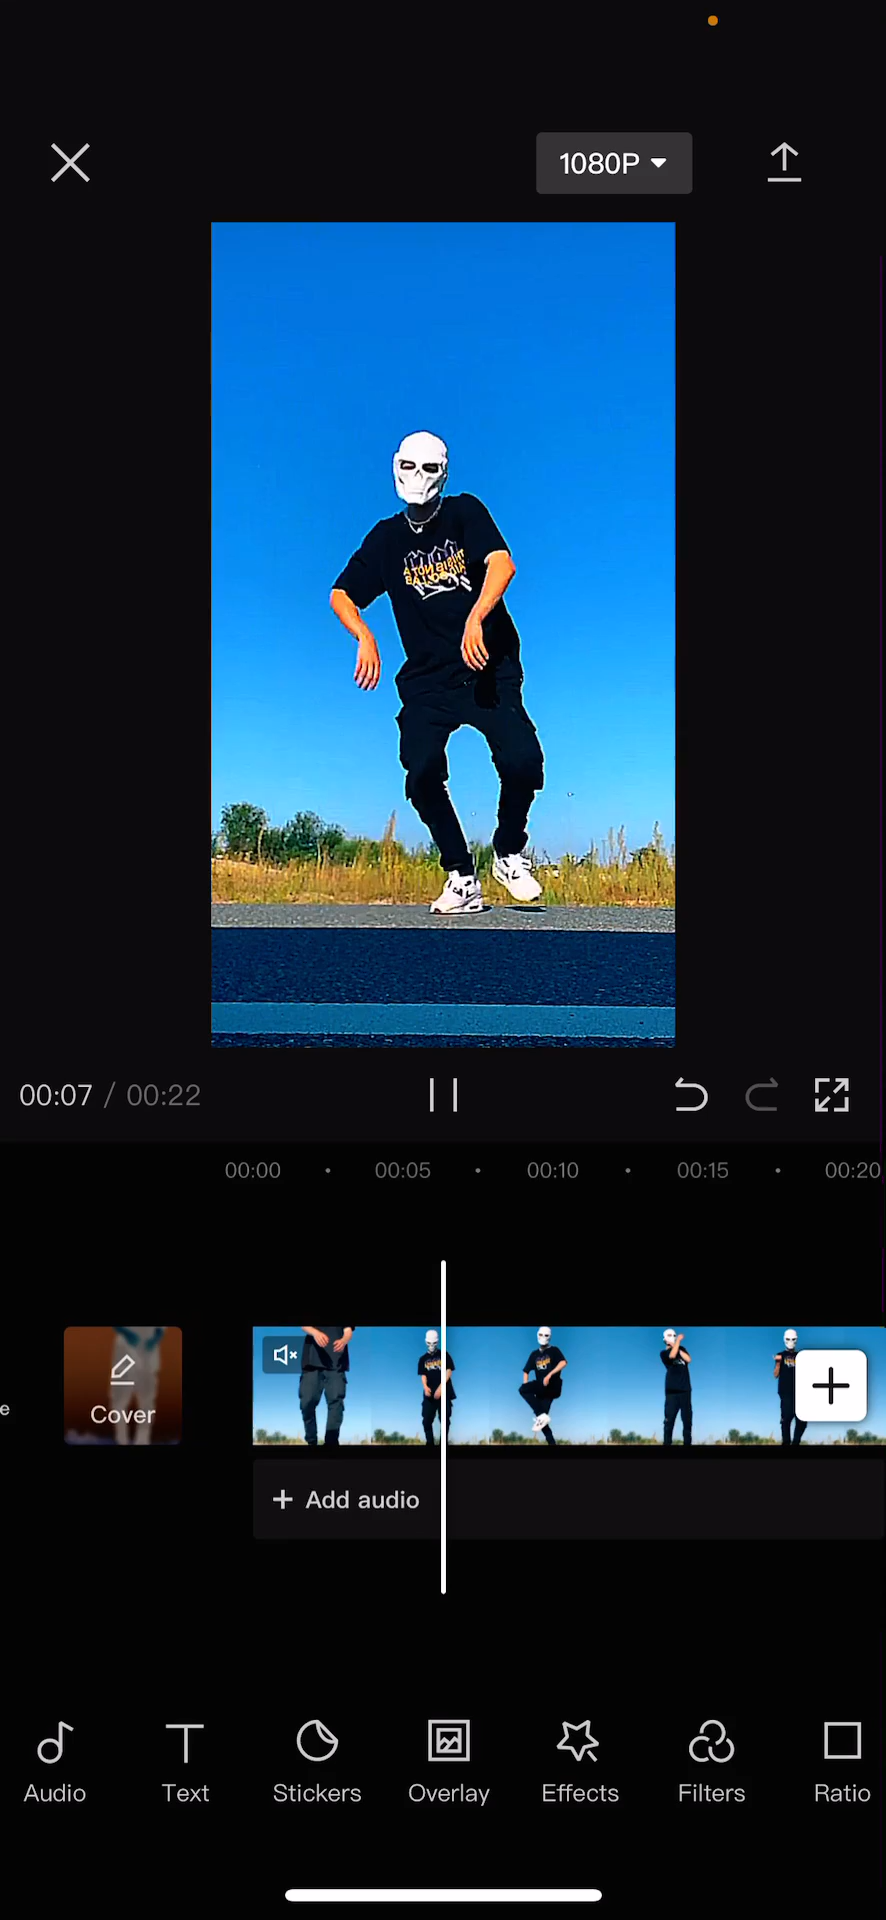 1080P
00:07 / 00:22
00:00 00:05 00:10 00:15 00:20
e
Cover
+ Add audio
Audio Text Stickers Overlay Effects Filters Ratio